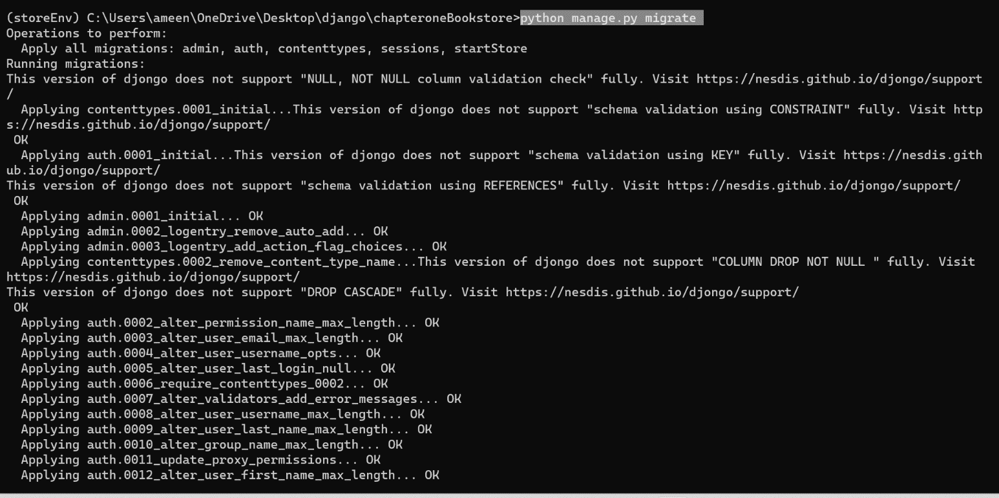 (storeEnv) C:\Users\ameen\OneDrive\Desktop\django\chapteroneBookstore>python manage.py migrate
Operations to perform:
  Apply all migrations: admin, auth, contenttypes, sessions, startStore
Running migrations:
This version of djongo does not support "NULL, NOT NULL column validation check" fully. Visit https://nesdis.github.io/djongo/support
/
  Applying contenttypes.0001_initial...This version of djongo does not support "schema validation using CONSTRAINT" fully. Visit http
s://nesdis.github.io/djongo/support/
 OK
  Applying auth.0001_initial...This version of djongo does not support "schema validation using KEY" fully. Visit https://nesdis.gith
ub.io/djongo/support/
This version of djongo does not support "schema validation using REFERENCES" fully. Visit https://nesdis.github.io/djongo/support/
 OK
  Applying admin.0001_initial... OK
  Applying admin.0002_logentry_remove_auto_add... OK
  Applying admin.0003_logentry_add_action_flag_choices... OK
  Applying contenttypes.0002_remove_content_type_name...This version of djongo does not support "COLUMN DROP NOT NULL " fully. Visit
https://nesdis.github.io/djongo/support/
This version of djongo does not support "DROP CASCADE" fully. Visit https://nesdis.github.io/djongo/support/
 OK
  Applying auth.0002_alter_permission_name_max_length... OK
  Applying auth.0003_alter_user_email_max_length... OK
  Applying auth.0004_alter_user_username_opts... OK
  Applying auth.0005_alter_user_last_login_null... OK
  Applying auth.0006_require_contenttypes_0002... OK
  Applying auth.0007_alter_validators_add_error_messages... OK
  Applying auth.0008_alter_user_username_max_length... OK
  Applying auth.0009_alter_user_last_name_max_length... OK
  Applying auth.0010_alter_group_name_max_length... OK
  Applying auth.0011_update_proxy_permissions... OK
  Applying auth.0012_alter_user_first_name_max_length... OK